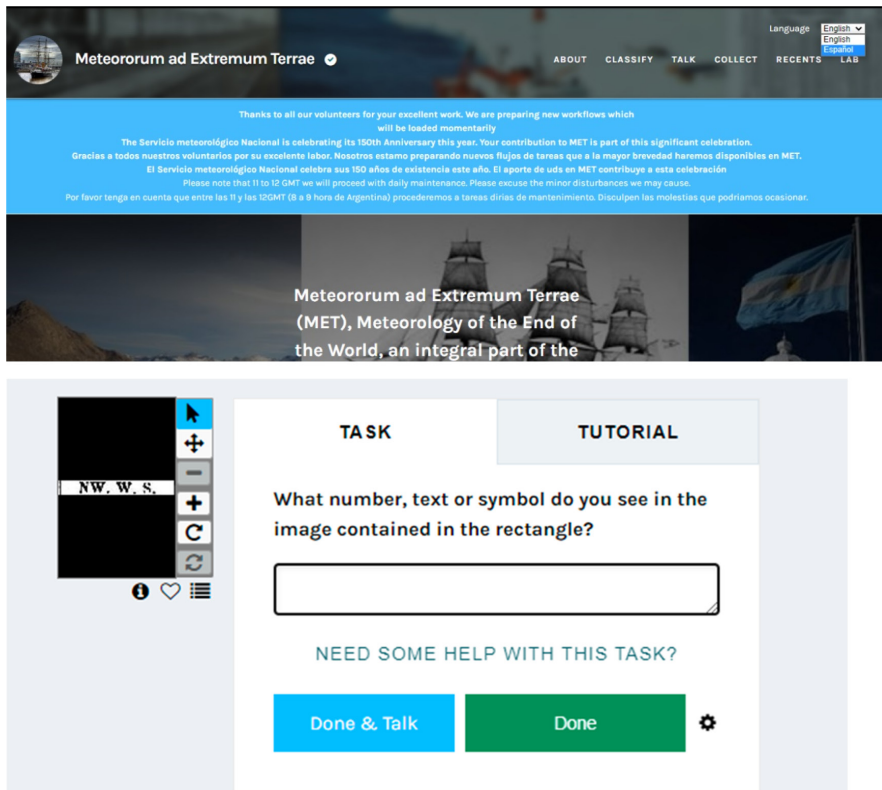 Language English
English
Español
Meteororum ad Extremum Terrae
ABOUT CLASSIFY TALK COLLECT RECENTS LAB
Thanks to all our volunteers for your excellent work. We are preparing new workflows which
will be loaded momentarily
The Servicio meteorológico Nacional is celebrating its 150th Anniversary this year. Your contribution to MET is part of this significant celebration.
Gracias a todos nuestros voluntarios por su excelente labor. Nosotros estamo preparando nuevos flujos de tareas que a la mayor brevedad haremos disponibles en MET.
El Servicio meteorológico Nacional celebra sus 150 años de existencia este año. El aporte de uds en MET contribuye a esta celebración
Please note that 11 to 12 GMT we will proceed with daily maintenance. Please excuse the minor disturbances we may cause.
Por favor tenga en cuenta que entre las 11 y las 12GMT (8 a 9 hora de Argentina) procederemos a tareas dirias de mantenimiento. Disculpen las molestias que podriamos ocasionar.
Meteororum ad Extremum Terrae
(MET), Meteorology of the End of
the World, an integral part of the
NW. W. S.
TASK TUTORIAL
What number, text or symbol do you see in the
image contained in the rectangle?
NEED SOME HELP WITH THIS TASK?
Done & Talk Done